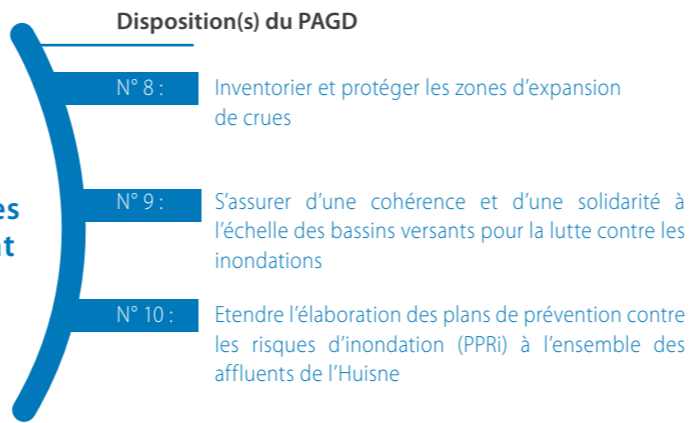 Disposition(s) du PAGD
N° 8 :
Inventorier et protéger les zones d'expansion
de crues
N° 9 :
S'assurer d'une cohérence et d'une solidarité à
l'échelle des bassins versants pour la lutte contre les
inondations
N° 10 :
Etendre l'élaboration des plans de prévention contre
les risques d'inondation (PPRi) à l'ensemble des
affluents de l'Huisne